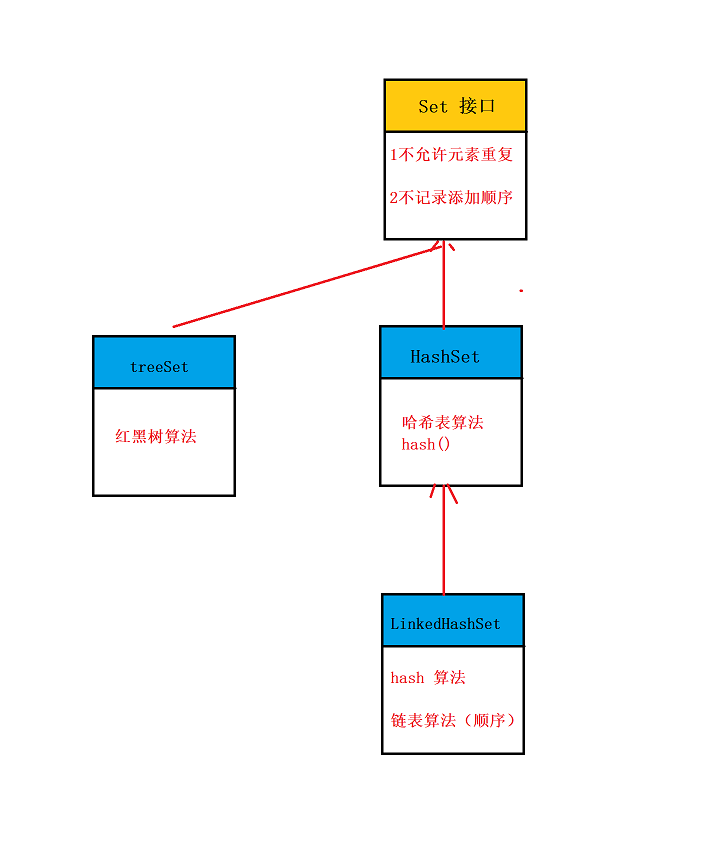 Set 接口
1不允许元素重复
2不记录添加顺序
treeSet
红黑树算法
HashSet
哈希表算法
hash()
LinkedHashSet
hash 算法
链表算法（顺序）